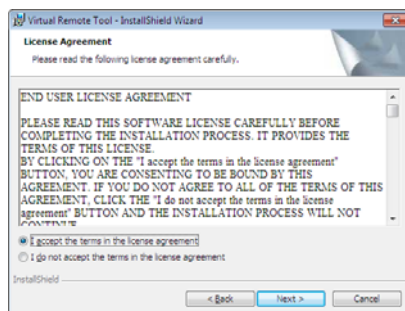 Virtual Remote Tool - InstallShield Wizard
License Agreement
Please read the following license agreement carefully.
END USER LICENSE AGREEMENT
PLEASE READ THIS SOFTWARE LICENSE CAREFULLY BEFORE
COMPLETING THE INSTALLATION PROCESS. IT PROVIDES THE
TERMS OF THIS LICENSE.
BY CLICKING ON THE "I accept the terms in the license agreement"
BUTTON, YOU ARE CONSENTING TO BE BOUND BY THIS
AGREEMENT. IF YOU DO NOT AGREE TO ALL OF THE TERMS OF THIS
AGREEMENT, CLICK THE "I do not accept the terms in the license
agreement" BUTTON AND THE INSTALLATION PROCESS WILL NOT
CONTINUE.
I accept the terms in the license agreement
I do not accept the terms in the license agreement
InstallShield
< Back Next > Cancel